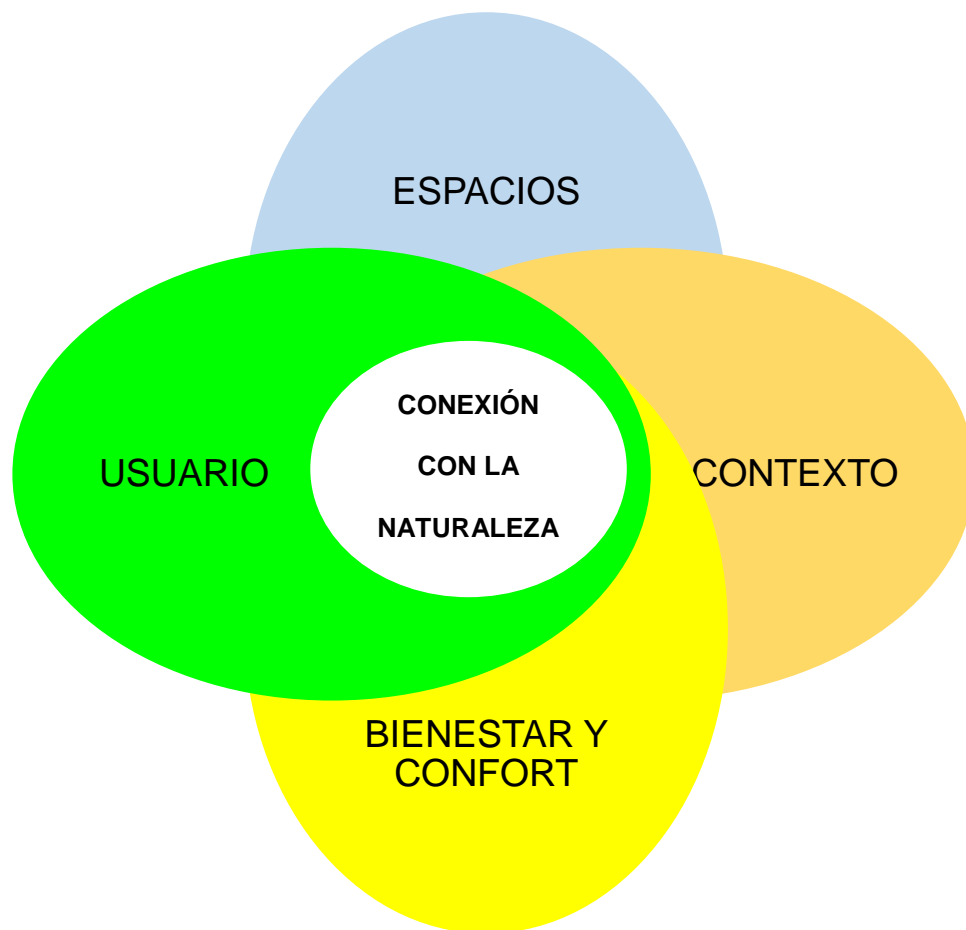 ESPACIOS
CONEXIÓN
CON LA
NATURALEZA
USUARIO
CONTEXTO
BIENESTAR Y
CONFORT